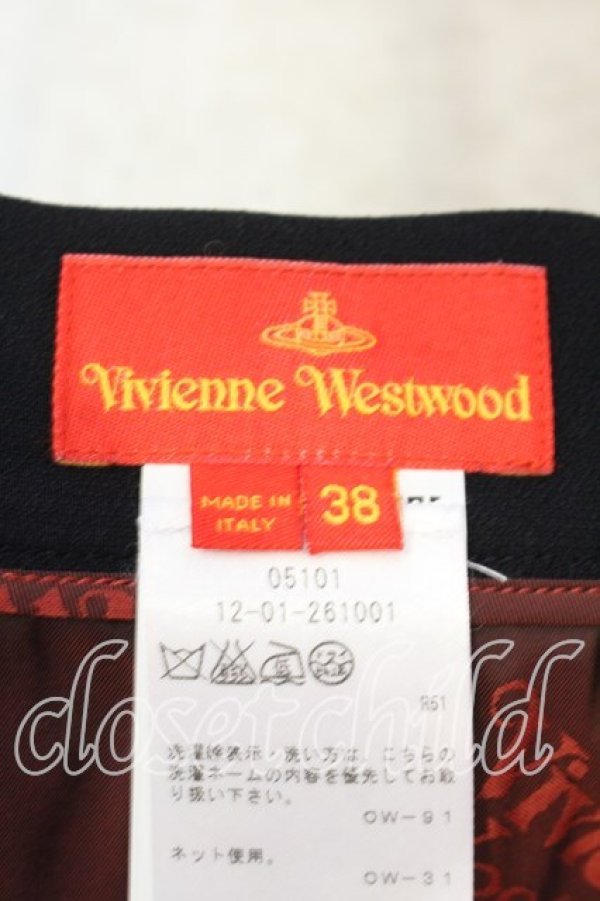 Vivienne Westwood
MADE IN
ITALY
38
05101
12-01-261001
R51
洗濯絵表示・洗い方は、こちらの
洗濯ネームの内容を優先してお取
り扱い下さい。
OW-91
ネット使用。
OW-31
closetchild